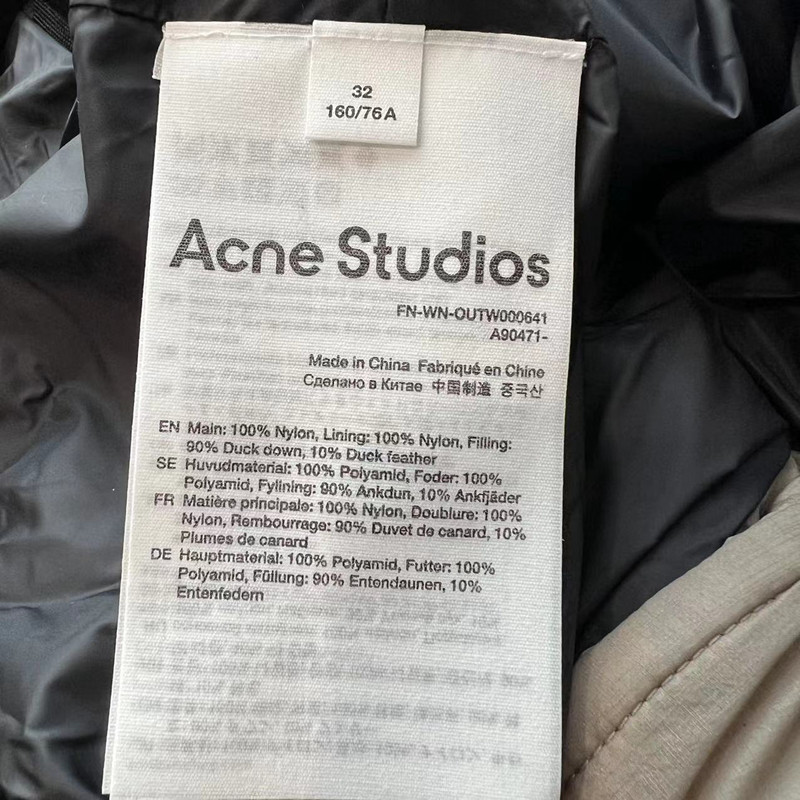 32
160/76A
Acne Studios
FN-WN-OUTW000641
A90471-
Made in China Fabriqué en Chine
Сделано в Китае 中国制造 중국산
EN Main: 100% Nylon, Lining: 100% Nylon, Filling:
90% Duck down, 10% Duck feather
SE Huvudmaterial: 100% Polyamid, Foder: 100%
Polyamid, Fyllning: 90% Ankdun, 10% Ankfjäder
FR Matière principale: 100% Nylon, Doublure: 100%
Nylon, Rembourrage: 90% Duvet de canard, 10%
Plumes de canard
DE Hauptmaterial: 100% Polyamid, Futter: 100%
Polyamid, Füllung: 90% Entendaunen, 10%
Entenfedern